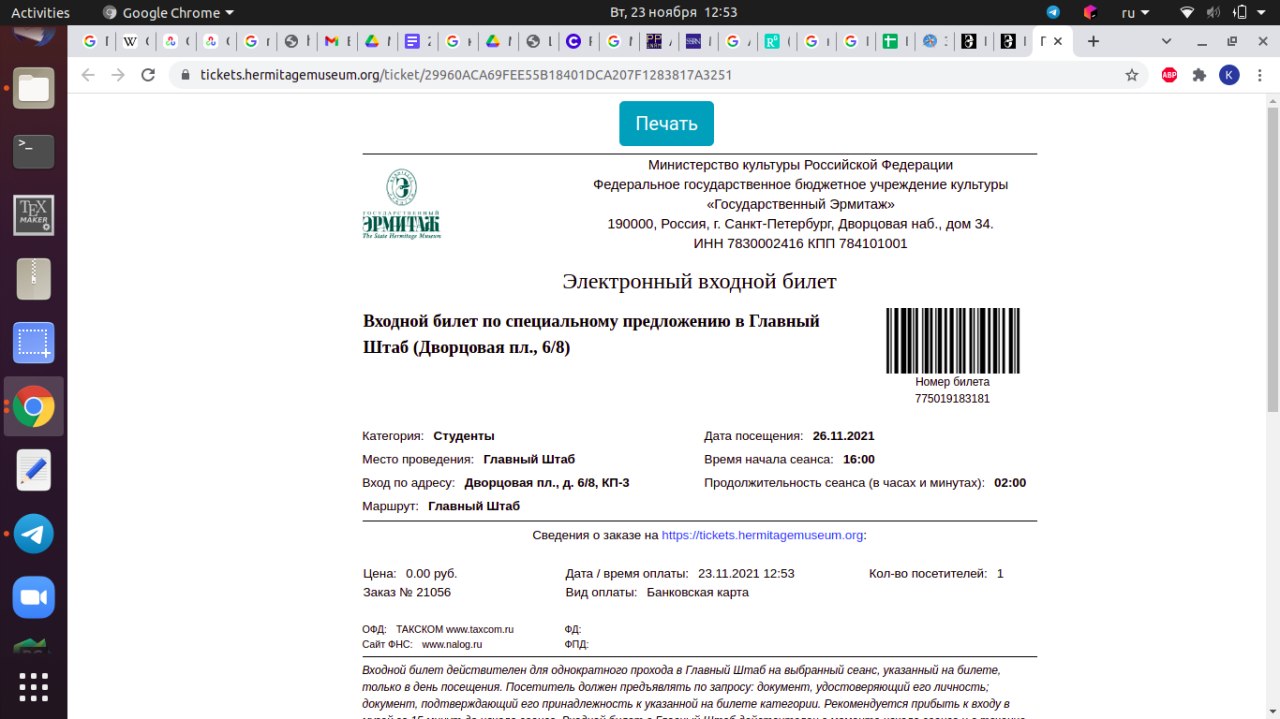 Activities
Google Chrome
Вт, 23 ноября 12:53
ru
tickets.hermitagemuseum.org/ticket/29960ACA69FEE55B18401DCA207F1283817A3251
ABP
K
Печать
TEX
MAKER
ГОСУДАРСТВЕННЫЙ
ЭРМИТАЖ
The State Hermitage Museum
Министерство культуры Российской Федерации
Федеральное государственное бюджетное учреждение культуры
«Государственный Эрмитаж»
190000, Россия, г. Санкт-Петербург, Дворцовая наб., дом 34.
ИНН 7830002416 КПП 784101001
Электронный входной билет
Входной билет по специальному предложению в Главный
Штаб (Дворцовая пл., 6/8)
Номер билета
775019183181
Категория: Студенты
Дата посещения: 26.11.2021
Место проведения: Главный Штаб
Время начала сеанса: 16:00
Вход по адресу: Дворцовая пл., д. 6/8, КП-3
Продолжительность сеанса (в часах и минутах): 02:00
Маршрут: Главный Штаб
Сведения о заказе на https://tickets.hermitagemuseum.org:
Цена: 0.00 руб.
Дата / время оплаты: 23.11.2021 12:53
Кол-во посетителей: 1
Заказ № 21056
Вид оплаты: Банковская карта
ОФД: ТАКСКОМ www.taxcom.ru
ФД:
Сайт ФНС: www.nalog.ru
ФПД:
Входной билет действителен для однократного прохода в Главный Штаб на выбранный сеанс, указанный на билете,
только в день посещения. Посетитель должен предъявлять по запросу: документ, удостоверяющий его личность;
документ, подтверждающий его принадлежность к указанной на билете категории. Рекомендуется прибыть к входу в